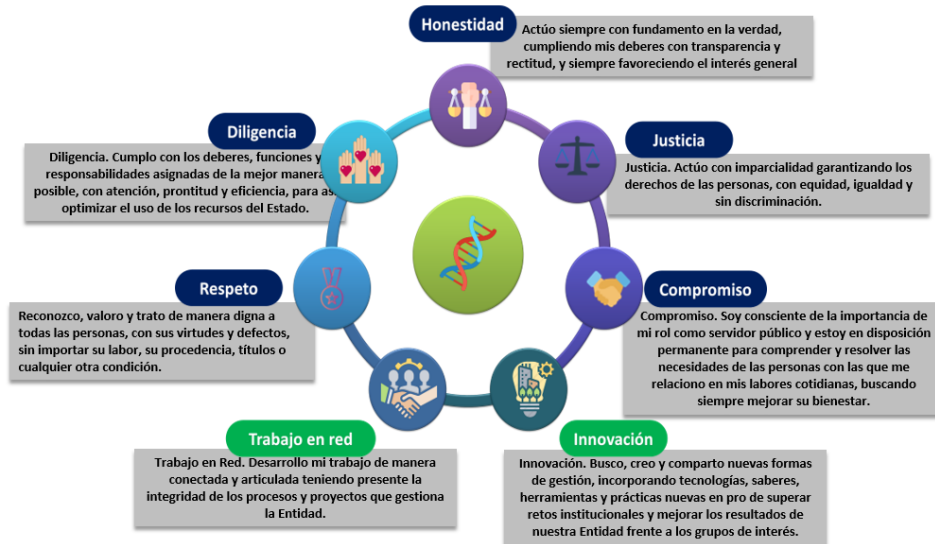 Honestidad
Actúo siempre con fundamento en la verdad,
cumpliendo mis deberes con transparencia y
rectitud, y siempre favoreciendo el interés general
Diligencia
Diligencia. Cumplo con los deberes, funciones y
responsabilidades asignadas de la mejor manera
posible, con atención, prontitud y eficiencia, para as
optimizar el uso de los recursos del Estado.
Justicia
Justicia. Actúo con imparcialidad garantizando los
derechos de las personas, con equidad, igualdad y
sin discriminación.
Respeto
Reconozco, valoro y trato de manera digna a
todas las personas, con sus virtudes y defectos,
sin importar su labor, su procedencia, títulos o
cualquier otra condición.
Compromiso
Compromiso. Soy consciente de la importancia de
mi rol como servidor público y estoy en disposición
permanente para comprender y resolver las
necesidades de las personas con las que me
relaciono en mis labores cotidianas, buscando
siempre mejorar su bienestar.
Trabajo en red
Trabajo en Red. Desarrollo mi trabajo de manera
conectada y articulada teniendo presente la
integridad de los procesos y proyectos que gestiona
la Entidad.
Innovación
Innovación. Busco, creo y comparto nuevas formas
de gestión, incorporando tecnologías, saberes,
herramientas y prácticas nuevas en pro de superar
retos institucionales y mejorar los resultados de
nuestra Entidad frente a los grupos de interés.